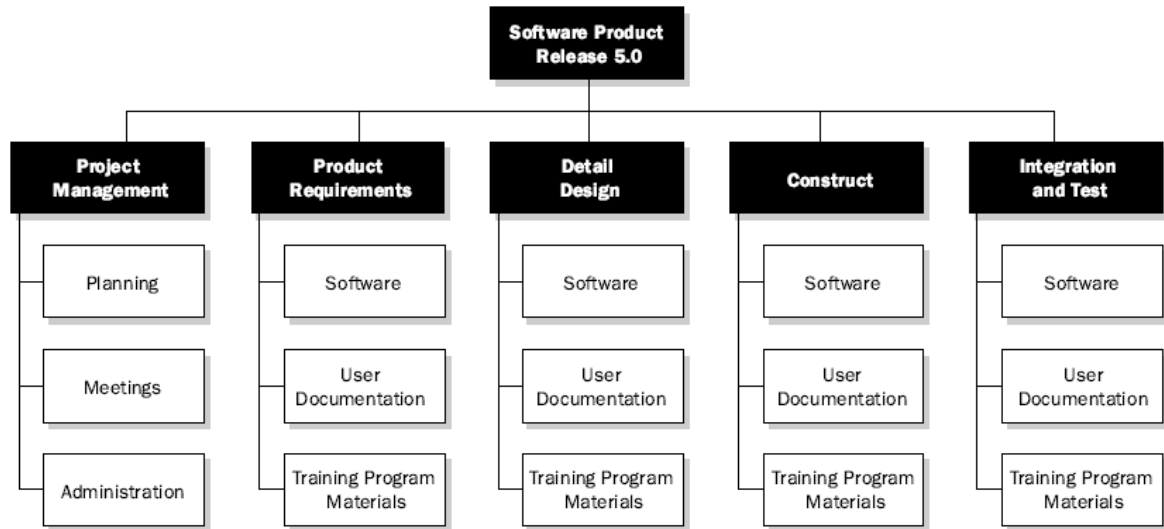 Software Product
Release 5.0
Project
Management
Product
Requirements
Detail
Design
Construct
Integration
and Test
Planning
Software
Software
Software
Software
Meetings
User
Documentation
User
Documentation
User
Documentation
User
Documentation
Administration
Training Program
Materials
Training Program
Materials
Training Program
Materials
Training Program
Materials